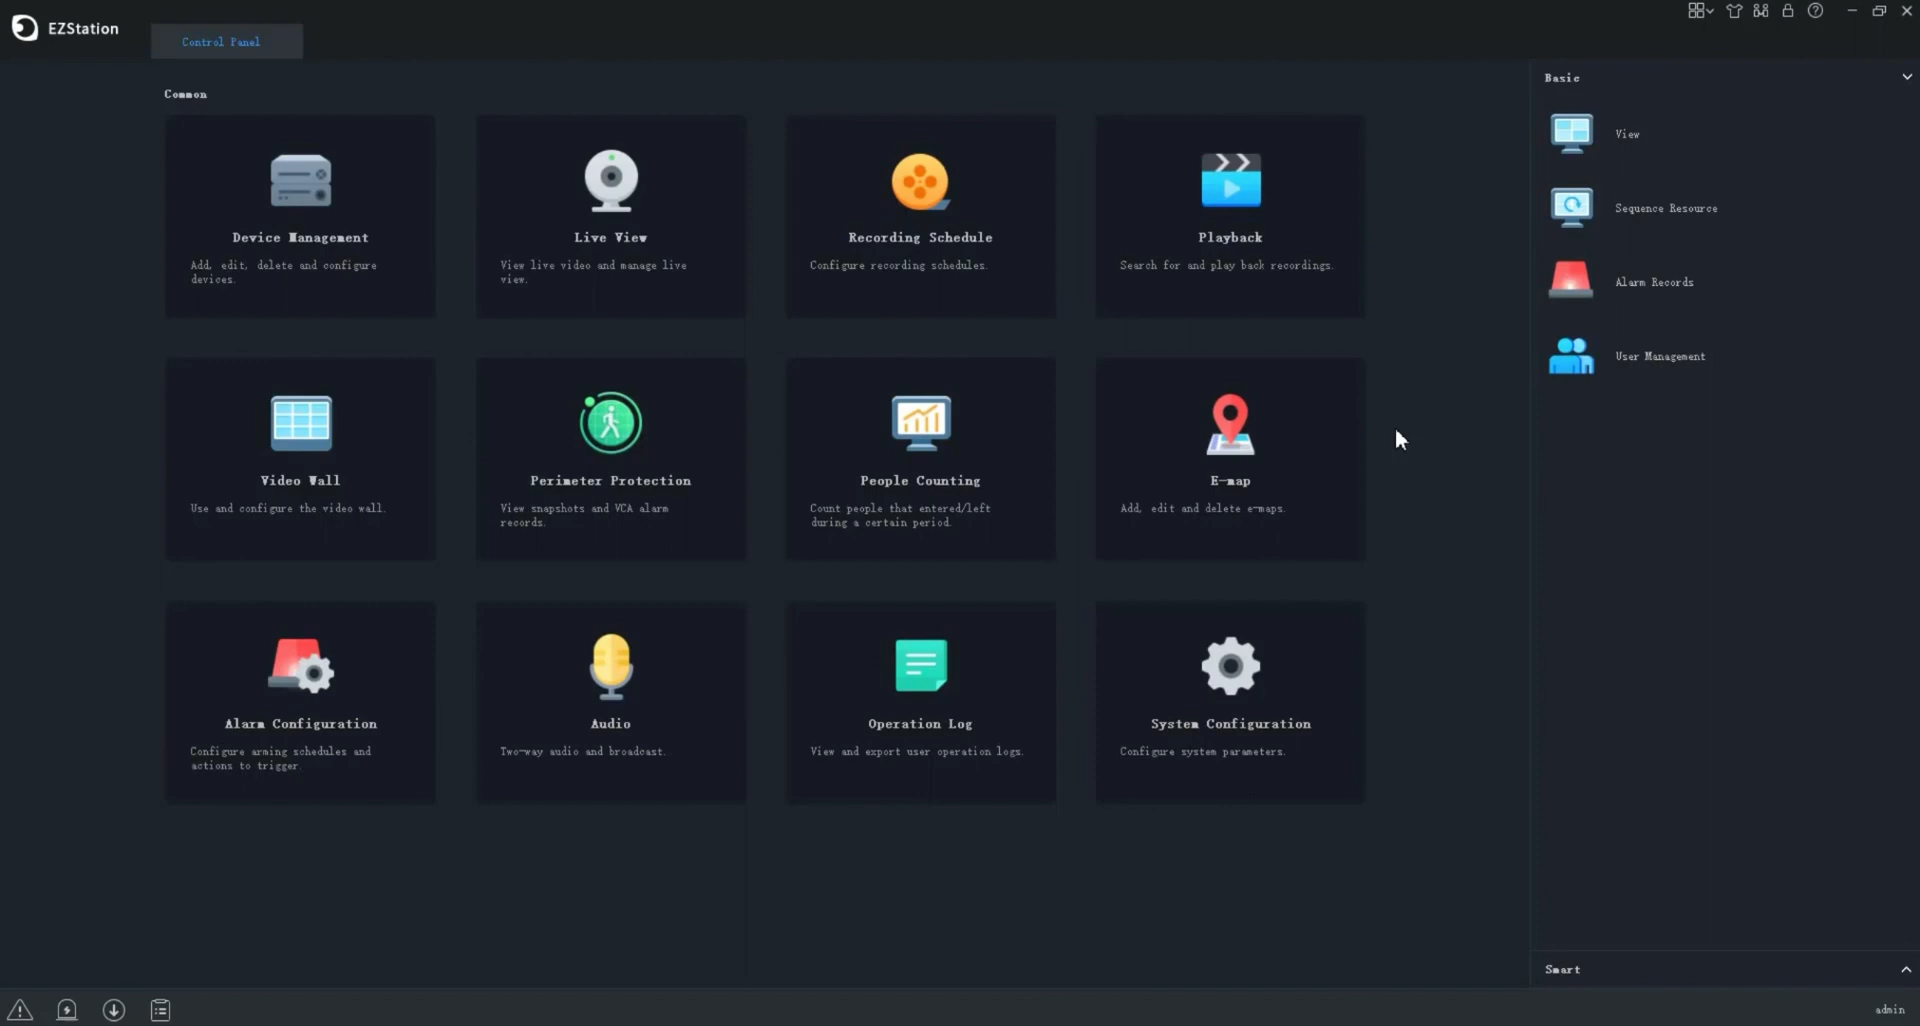 EZStation
Control Panel
Common
Device Management
Add, edit, delete and configure
devices.
Live View
View live video and manage live
view.
Recording Schedule
Configure recording schedules.
Playback
Search for and play back recordings.
Video Wall
Use and configure the video wall.
Perimeter Protection
View snapshots and VCA alarm
records.
People Counting
Count people that entered/left
during a certain period.
E-map
Add, edit and delete e-maps.
Alarm Configuration
Configure arming schedules and
actions to trigger.
Audio
Two-way audio and broadcast.
Operation Log
View and export user operation logs.
System Configuration
Configure system parameters.
Basic
View
Sequence Resource
Alarm Records
User Management
Smart
admin